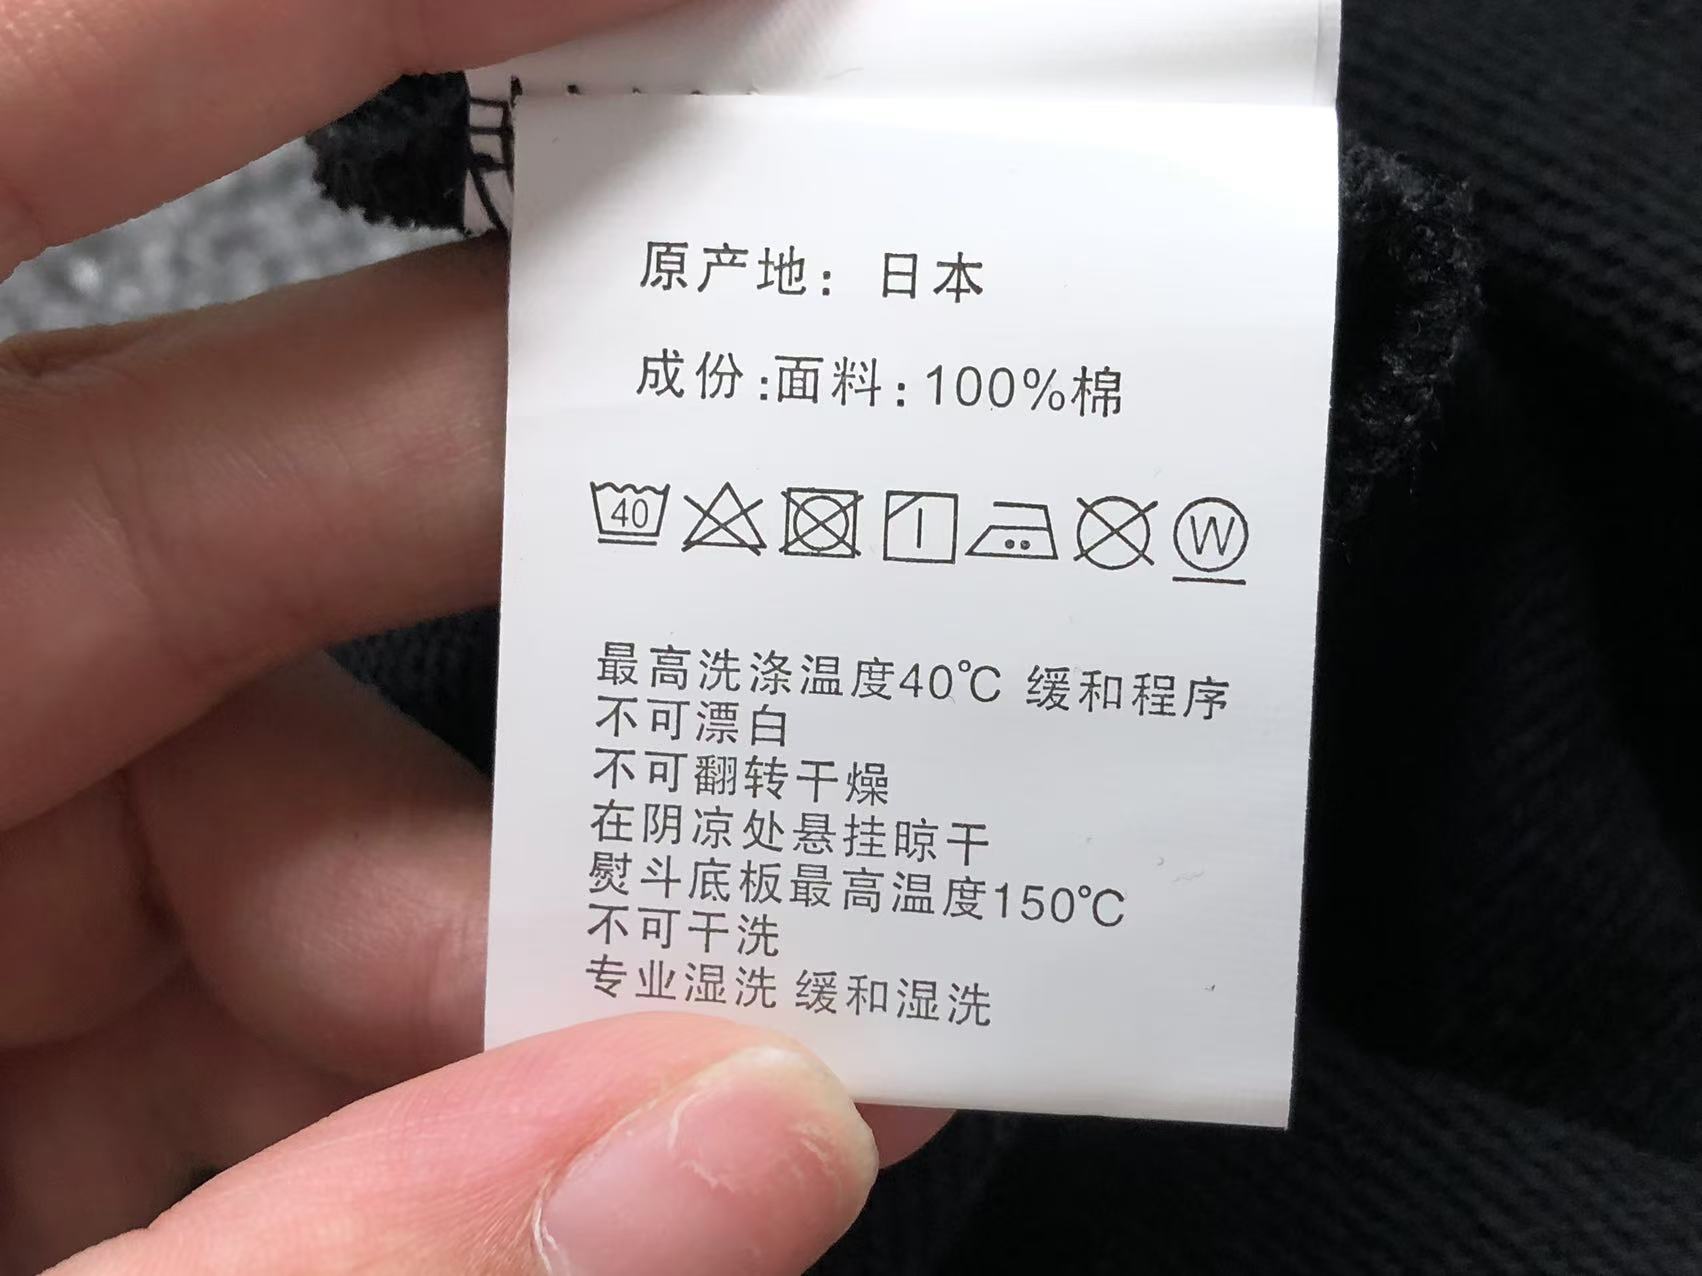 原产地：日本
成份:面料:100%棉
40 W
最高洗涤温度40℃ 缓和程序
不可漂白
不可翻转干燥
在阴凉处悬挂晾干
熨斗底板最高温度150℃
不可干洗
专业湿洗 缓和湿洗